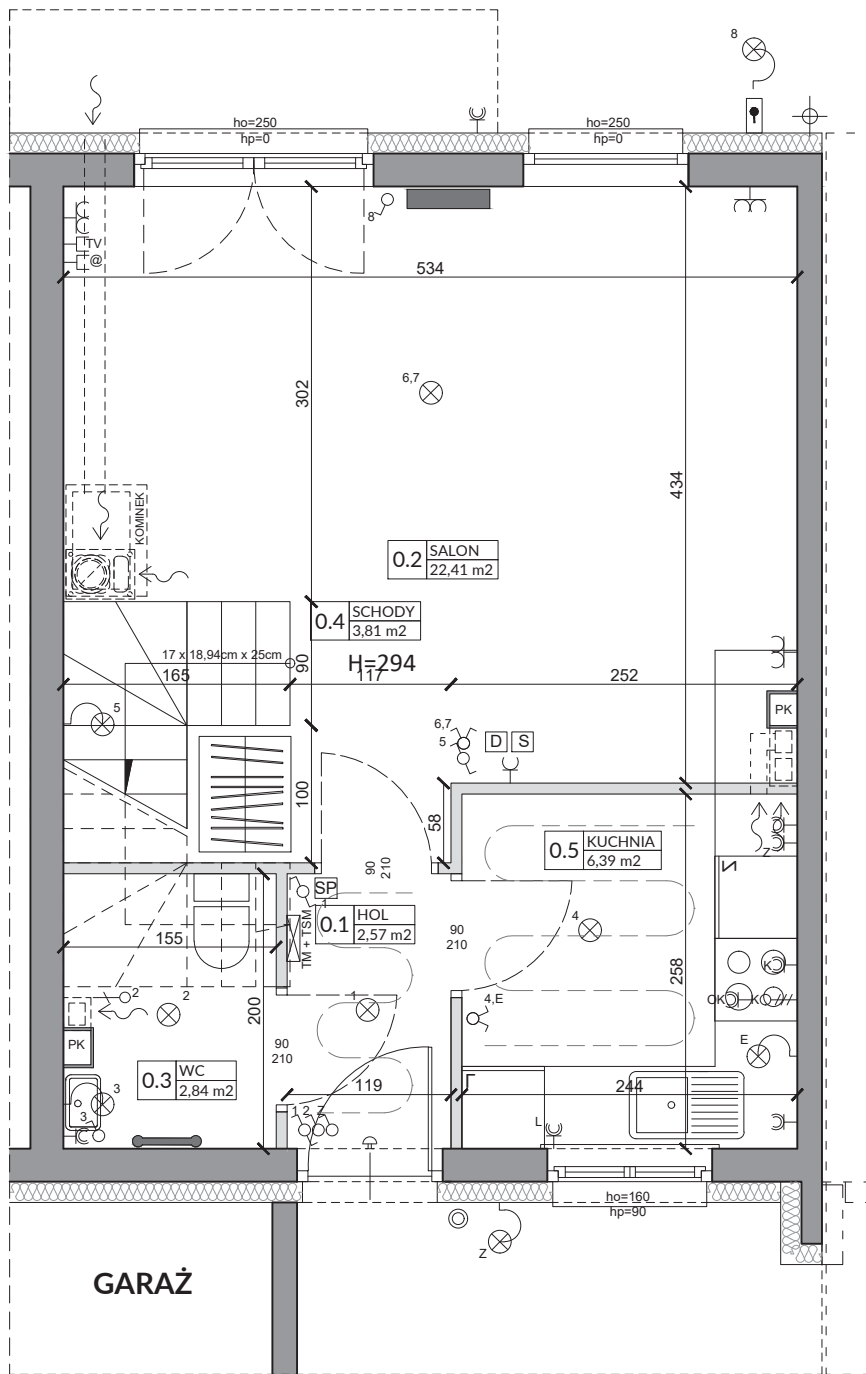 8
ho=250
hp=0
ho=250
hp=0
8
TV
@
534
6,7
302
434
KOMINEK
0.2 SALON
22,41 m2
0.4 SCHODY
3,81 m2
17 x 18,94cm x 25cm
90
H=294
165
117
252
PK
5
6,7
5
D S
100
58
0.5 KUCHNIA
6,39 m2
Z
90
210
SP
1
0.1 HOL
2,57 m2
TM + TSM
155
90
210
4
258
K
OK
KO
2
2
200
1
4,E
PK
90
210
E
0.3 WC
2,84 m2
3
3
119
244
1 2 Z
L
ho=160
hp=90
Z
GARAŻ